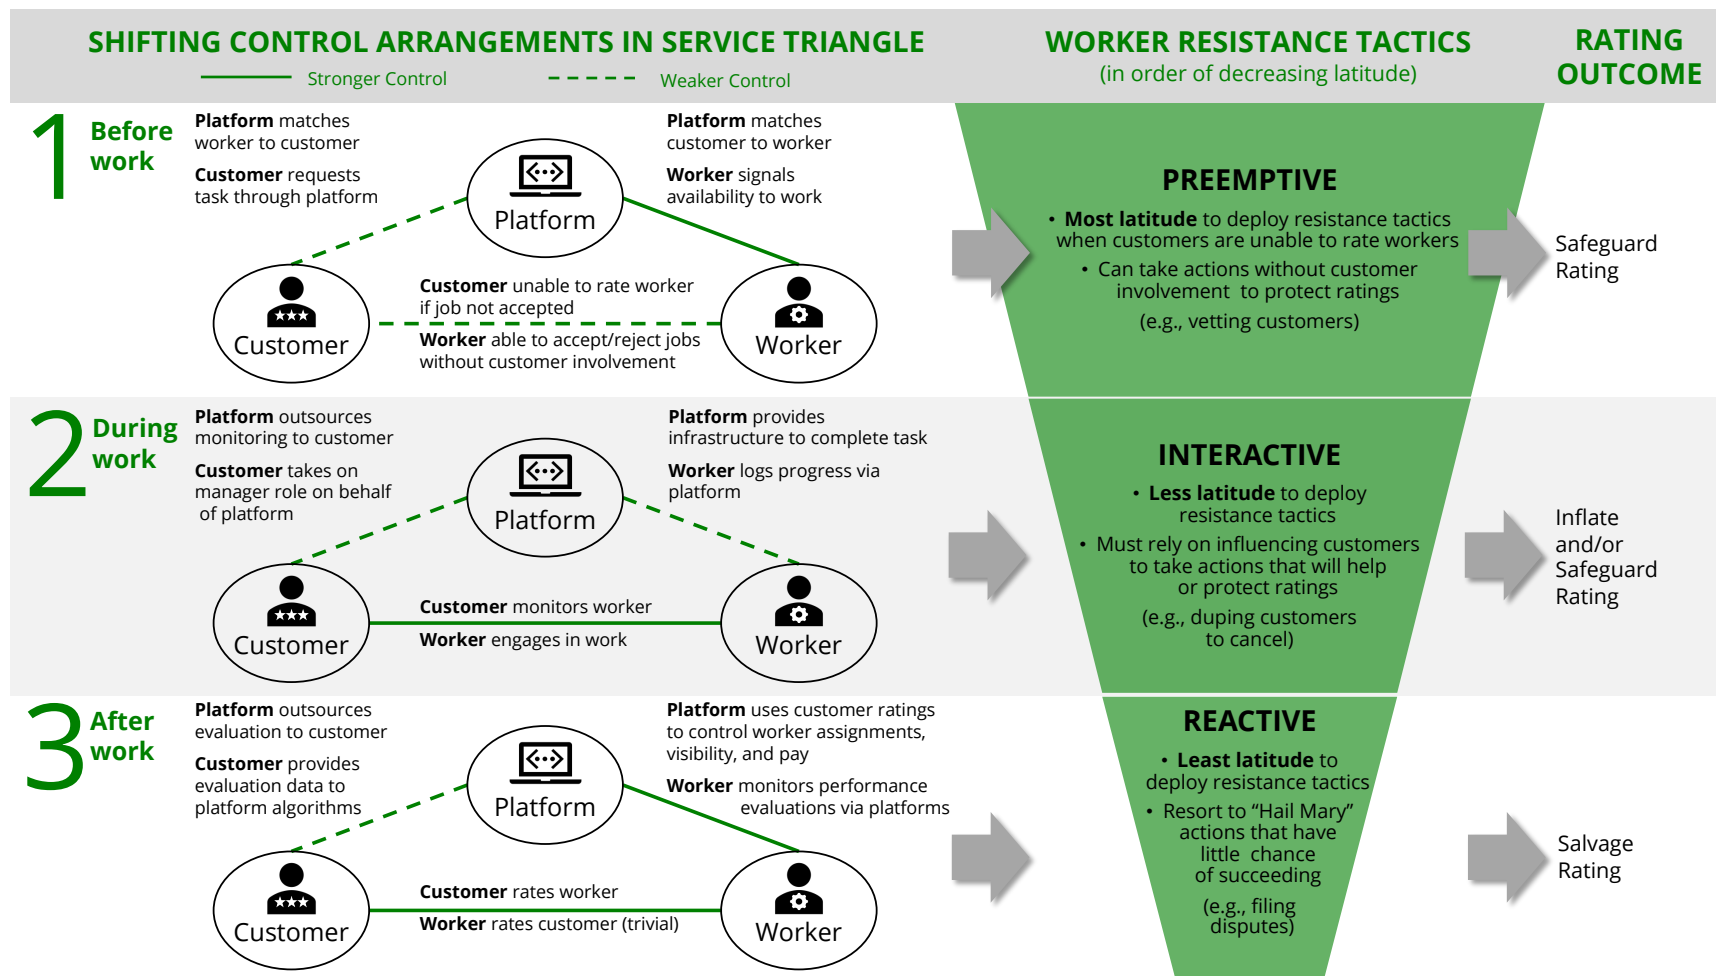 SHIFTING CONTROL ARRANGEMENTS IN SERVICE TRIANGLE
Stronger Control
Weaker Control
WORKER RESISTANCE TACTICS
(in order of decreasing latitude)
RATING
OUTCOME
1
Before
work
Platform matches
worker to customer
Customer requests
task through platform
Platform
Platform matches
customer to worker
Worker signals
availability to work
Customer
Customer unable to rate worker
if job not accepted
Worker able to accept/reject jobs
without customer involvement
Worker
PREEMPTIVE
• Most latitude to deploy resistance tactics
when customers are unable to rate workers
• Can take actions without customer
involvement to protect ratings
(e.g., vetting customers)
Safeguard
Rating
2
During
work
Platform outsources
monitoring to customer
Customer takes on
manager role on behalf
of platform
Platform
Platform provides
infrastructure to complete task
Worker logs progress via
platform
Customer
Customer monitors worker
Worker engages in work
Worker
INTERACTIVE
• Less latitude to deploy
resistance tactics
• Must rely on influencing customers
to take actions that will help
or protect ratings
(e.g., duping customers
to cancel)
Inflate
and/or
Safeguard
Rating
3
After
work
Platform outsources
evaluation to customer
Customer provides
evaluation data to
platform algorithms
Platform
Platform uses customer ratings
to control worker assignments,
visibility, and pay
Worker monitors performance
evaluations via platforms
Customer
Customer rates worker
Worker rates customer (trivial)
Worker
REACTIVE
• Least latitude to
deploy resistance tactics
• Resort to “Hail Mary”
actions that have
little chance
of succeeding
(e.g., filing
disputes)
Salvage
Rating